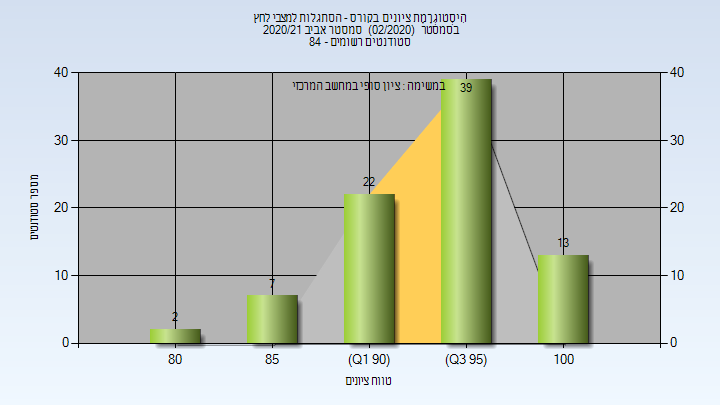 היסטוגרמת ציונים בקורס - הסתגלות למצבי לחץ
בסמסטר (02/2020) סמסטר אביב 2020/21
סטודנטים רשומים - 84
במשימה : ציון סופי במחשב המרכזי
מספר סטודנטים
40
30
20
10
0
40
30
20
10
0
2
7
22
39
13
80
85
(Q1 90)
(Q3 95)
100
טווח ציונים